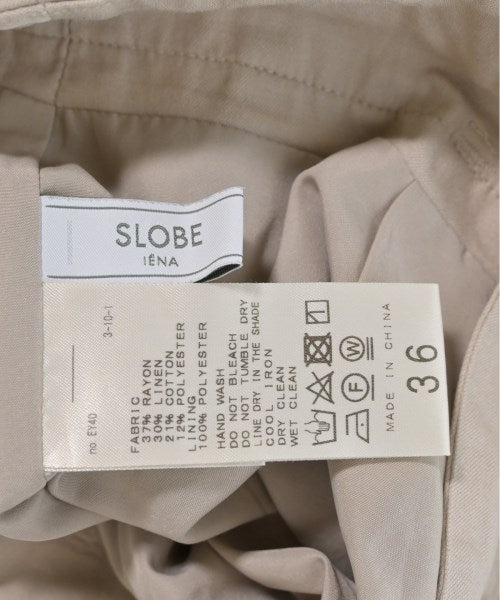 SLOBE
IÉNA
no. EY40
3-10-1
FABRIC
37% RAYON
30% LINEN
21% COTTON
12% POLYESTER
LINING
100% POLYESTER
HAND WASH
DO NOT BLEACH
DO NOT TUMBLE DRY
LINE DRY IN THE SHADE
COOL IRON
DRY CLEAN
WET CLEAN
F W
MADE IN CHINA
36